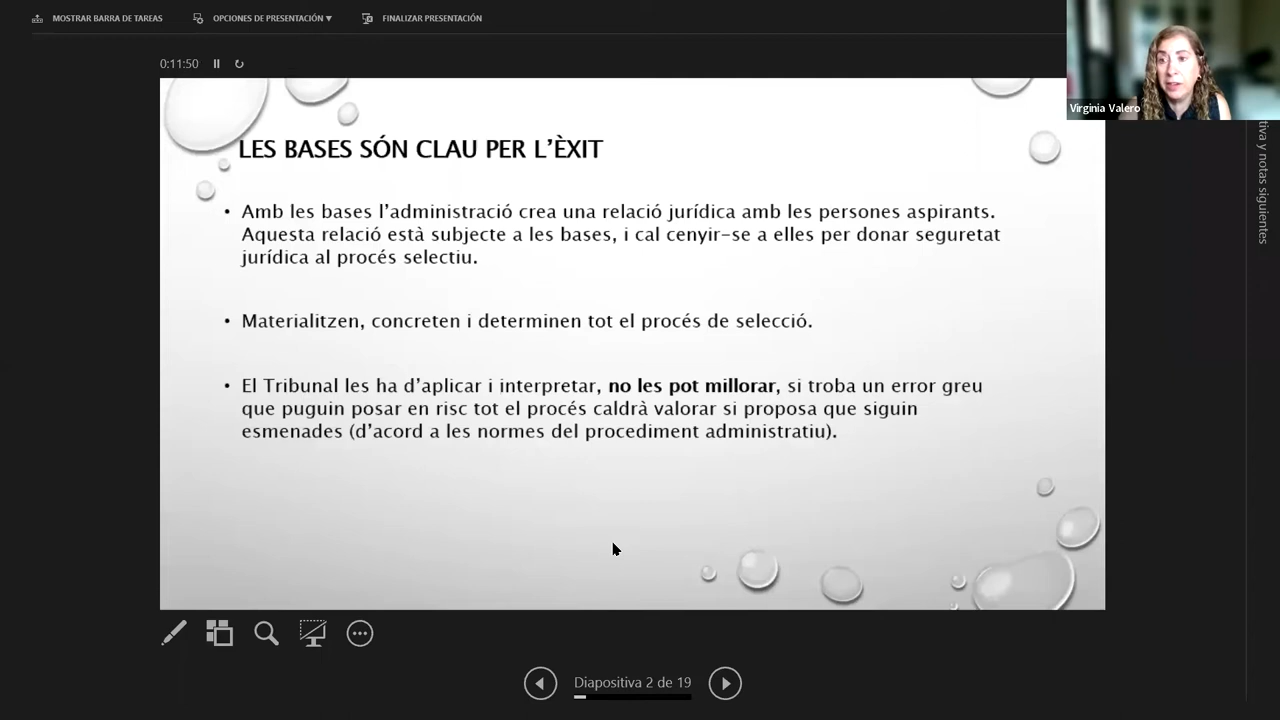 MOSTRAR BARRA DE TAREAS
OPCIONES DE PRESENTACIÓN ▼
FINALIZAR PRESENTACIÓN
0:11:50
Virginia Valero
LES BASES SÓN CLAU PER L'ÈXIT
• Amb les bases l'administració crea una relació jurídica amb les persones aspirants.
Aquesta relació està subjecte a les bases, i cal cenyir-se a elles per donar seguretat
jurídica al procés selectiu.
• Materialitzen, concreten i determinen tot el procés de selecció.
• El Tribunal les ha d'aplicar i interpretar, no les pot millorar, si troba un error greu
que puguin posar en risc tot el procés caldrà valorar si proposa que siguin
esmenades (d'acord a les normes del procediment administratiu).
Diapositiva 2 de 19
tiva y notas siguientes